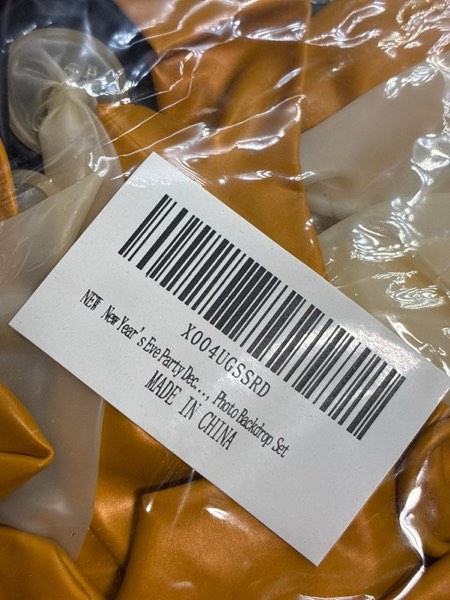 X004UGSSRD
NEW New Year's Eve Party Dec..., Photo Backdrop Set
MADE IN CHINA